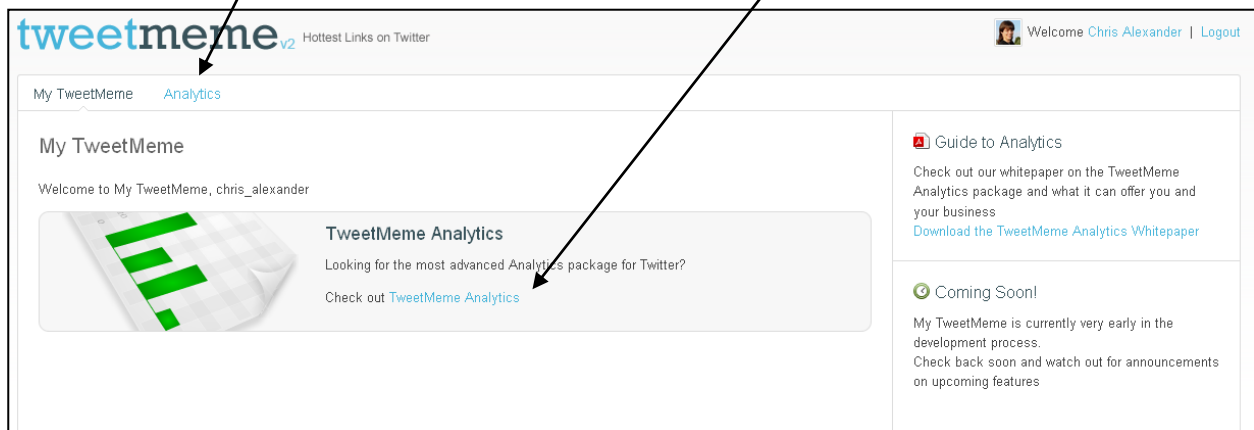 tweetmeme v2 Hottest Links on Twitter
Welcome Chris Alexander | Logout
My TweetMeme Analytics
My TweetMeme
Welcome to My TweetMeme, chris_alexander
TweetMeme Analytics
Looking for the most advanced Analytics package for Twitter?
Check out TweetMeme Analytics
Guide to Analytics
Check out our whitepaper on the TweetMeme
Analytics package and what it can offer you and
your business
Download the TweetMeme Analytics Whitepaper
Coming Soon!
My TweetMeme is currently very early in the
development process.
Check back soon and watch out for announcements
on upcoming features